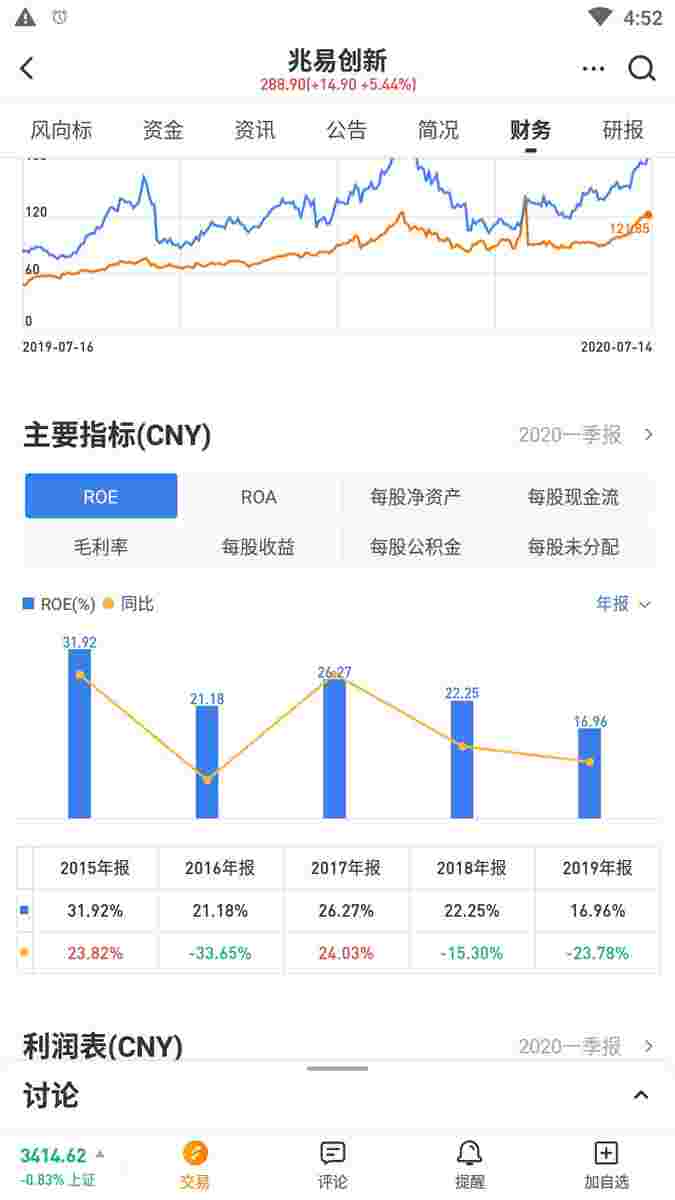 4:52
兆易创新
288.90(+14.90 +5.44%)
风向标 资金 资讯 公告 简况 财务 研报
120
121.85
60
0
2019-07-16 2020-07-14
主要指标(CNY) 2020一季报
ROE ROA 每股净资产 每股现金流
毛利率 每股收益 每股公积金 每股未分配
ROE(%) 同比 年报
31.92
21.18
26.27
22.25
16.96
2015年报 2016年报 2017年报 2018年报 2019年报
31.92% 21.18% 26.27% 22.25% 16.96%
23.82% -33.65% 24.03% -15.30% -23.78%
利润表(CNY) 2020一季报
讨论
3414.62
-0.83% 上证
交易 评论 提醒 加自选